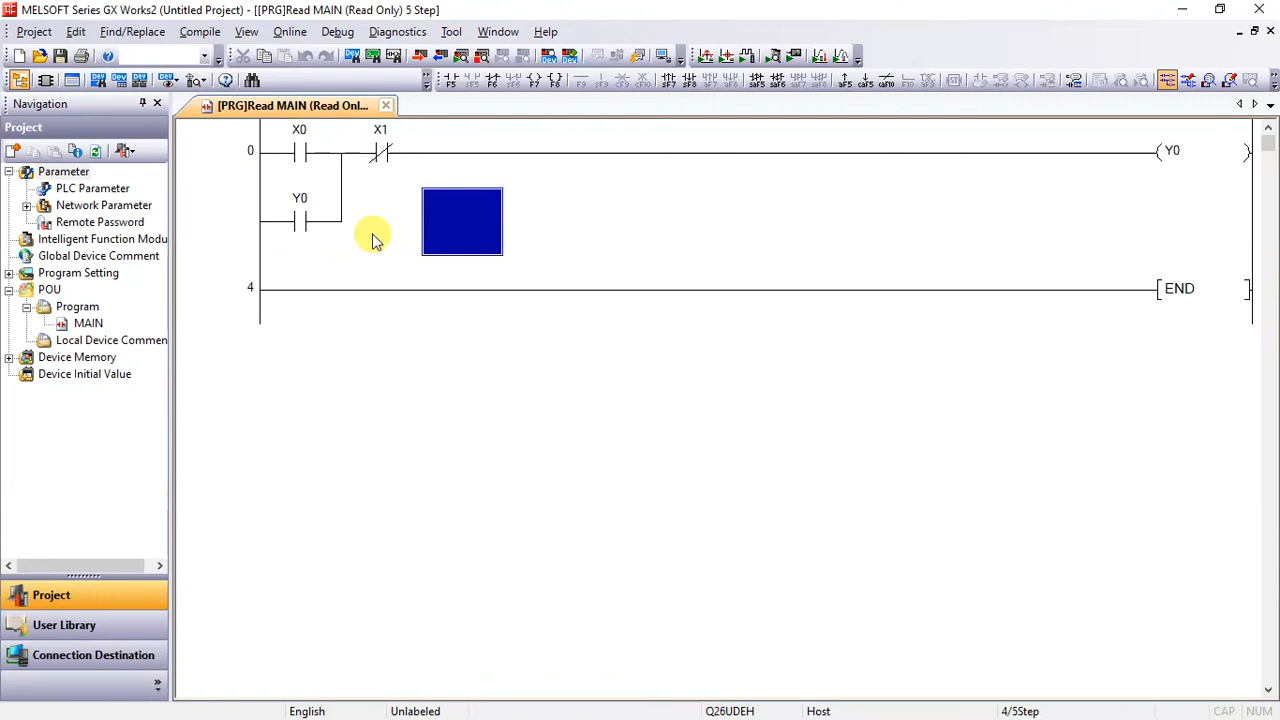 MELSOFT Series GX Works2 (Untitled Project) - [[PRG]Read MAIN (Read Only) 5 Step]
Project Edit Find/Replace Compile View Online Debug Diagnostics Tool Window Help
Navigation
[PRG]Read MAIN (Read Onl...
Project
Parameter
PLC Parameter
Network Parameter
Remote Password
Intelligent Function Modu
Global Device Comment
Program Setting
POU
Program
MAIN
Local Device Commen
Device Memory
Device Initial Value
Project
User Library
Connection Destination
X0 X1
0 Y0
Y0
4 END
English Unlabeled Q26UDEH Host 4/5Step CAP NUM